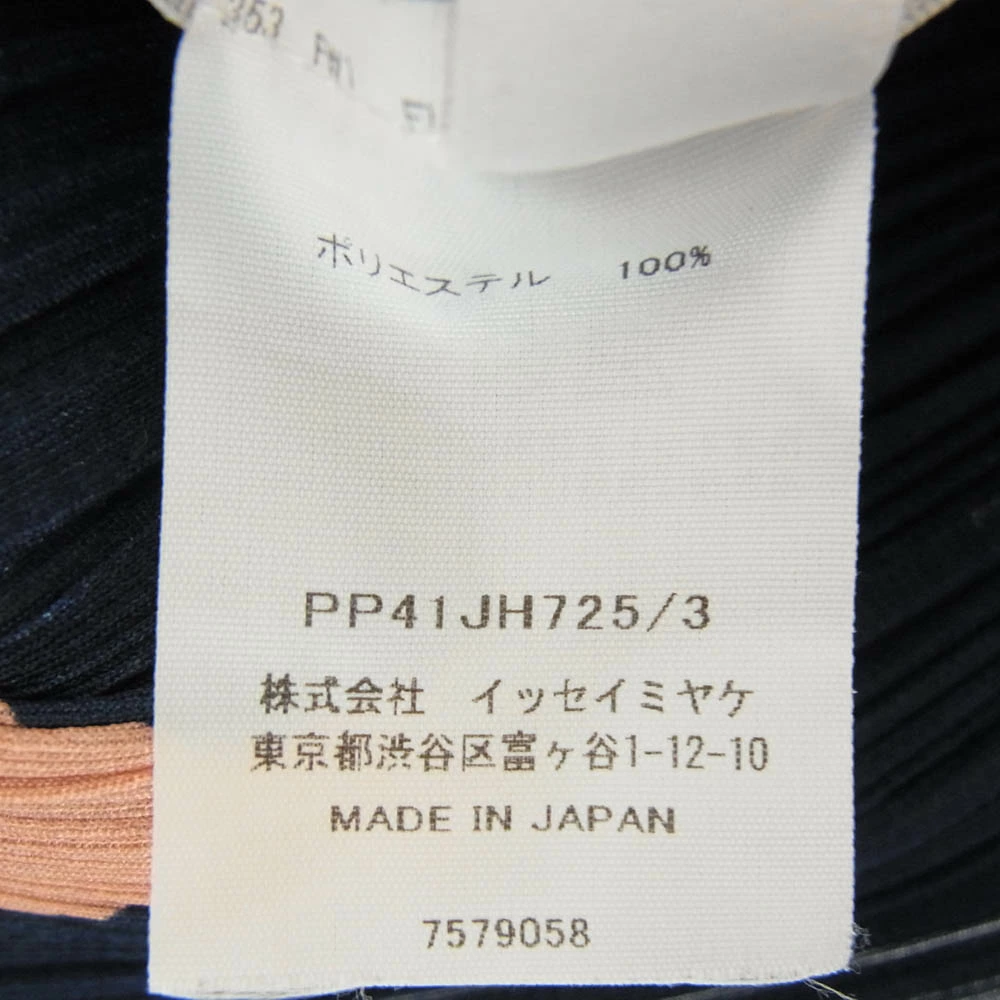 353
ポリエステル 100%
PP41JH725/3
株式会社 イッセイミヤケ
東京都渋谷区富ヶ谷1-12-10
MADE IN JAPAN
7579058